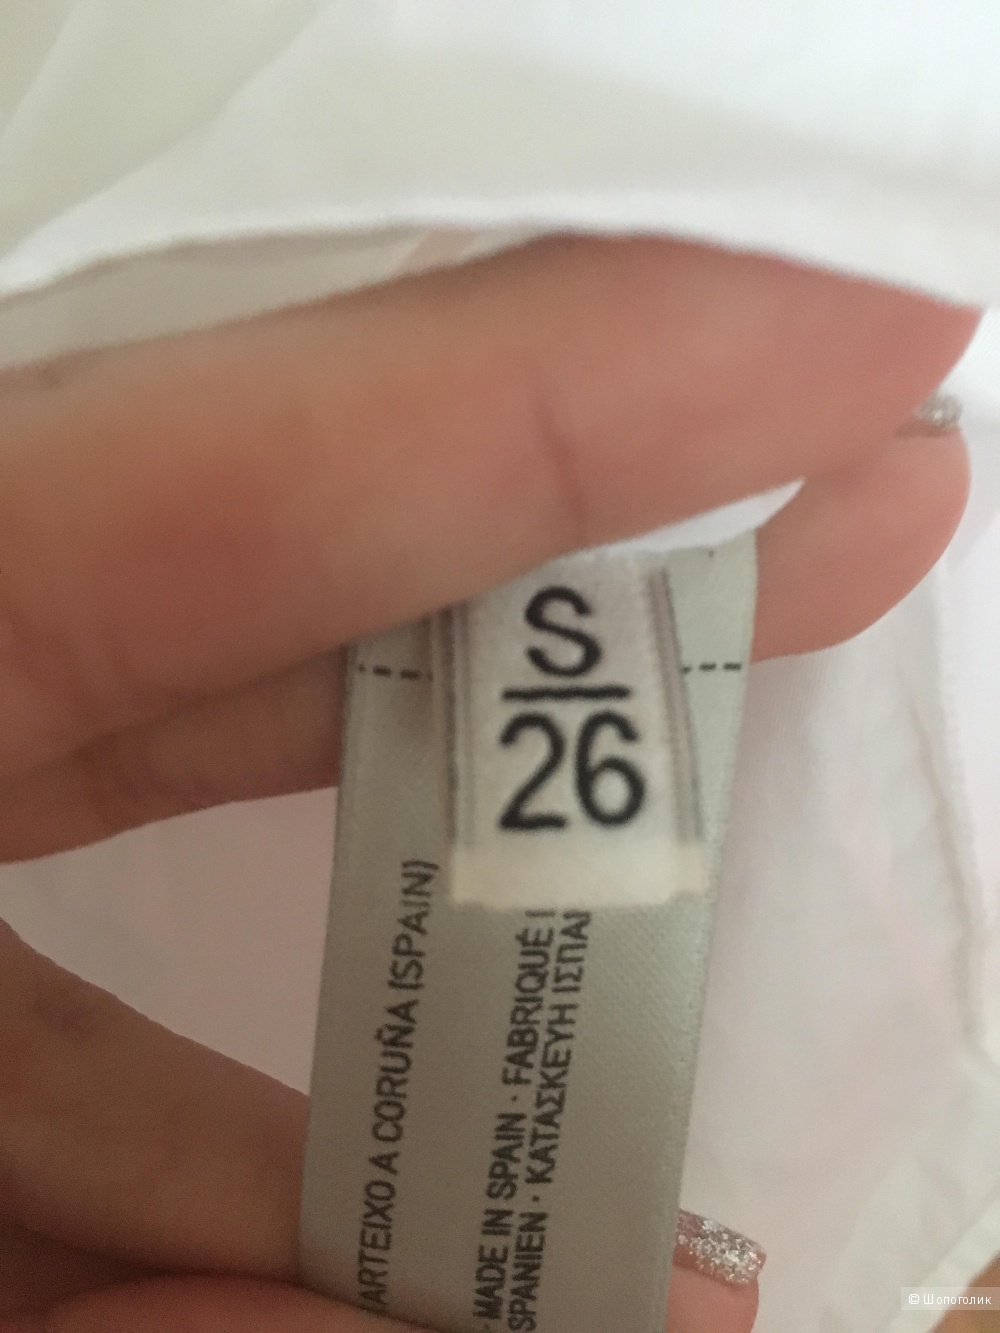 S
26
ARTEIXO A CORUÑA (SPAIN)
· MADE IN SPAIN · FABRIQUÉ
SPANIEN · ΚΑΤΑΣΚΕΥΗ ΙΣΠΑ
© Шопоголик